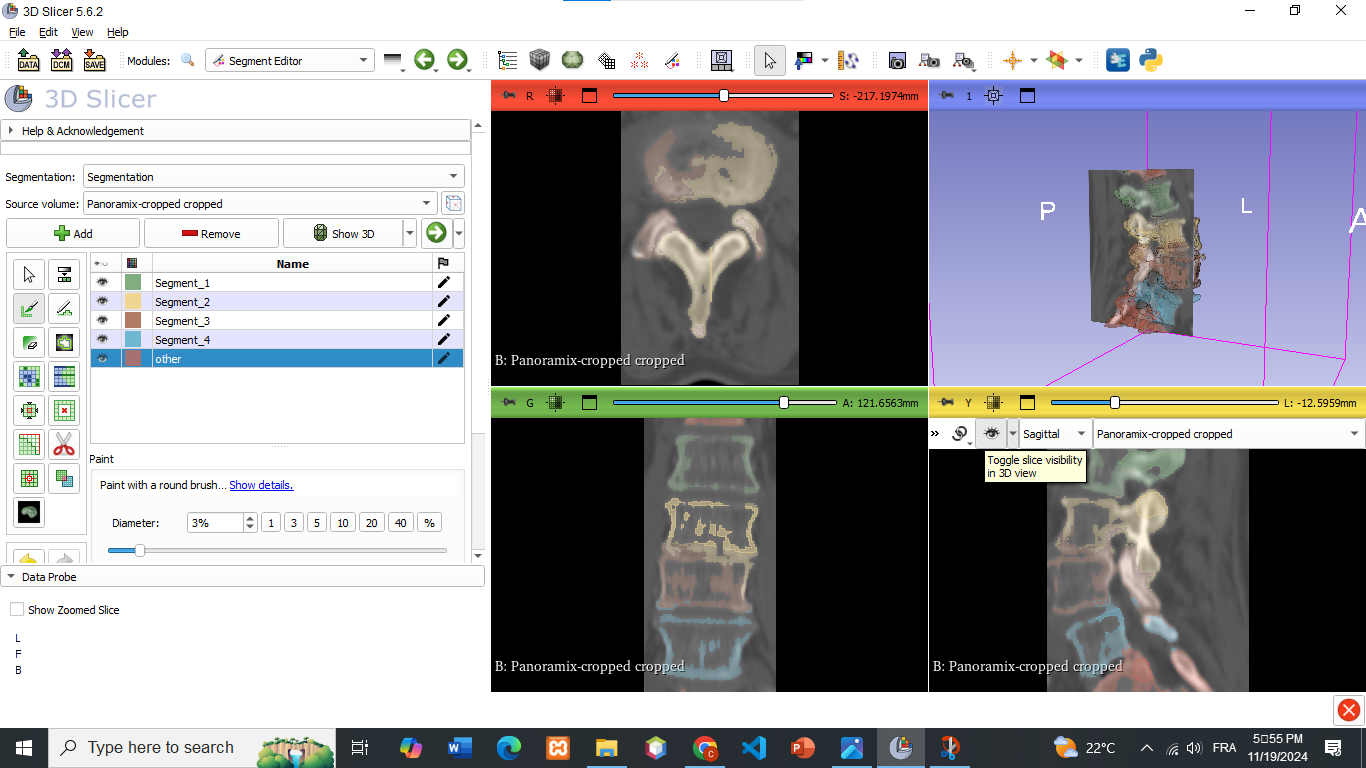 3D Slicer 5.6.2
File Edit View Help
DATA DCM SAVE Modules: Segment Editor
3D Slicer
Help & Acknowledgement
Segmentation: Segmentation
Source volume: Panoramix-cropped cropped
Add Remove Show 3D
Name
Segment_1
Segment_2
Segment_3
Segment_4
other
Paint
Paint with a round brush... Show details.
Diameter: 3% 1 3 5 10 20 40 %
Data Probe
Show Zoomed Slice
L
F
B
R S: -217.1974mm
B: Panoramix-cropped cropped
1
P L A
G A: 121.6563mm
B: Panoramix-cropped cropped
Y L: -12.5959mm
» Sagittal Panoramix-cropped cropped
Toggle slice visibility
in 3D view
B: Panoramix-cropped cropped
Type here to search
22°C FRA 5□55 PM
11/19/2024